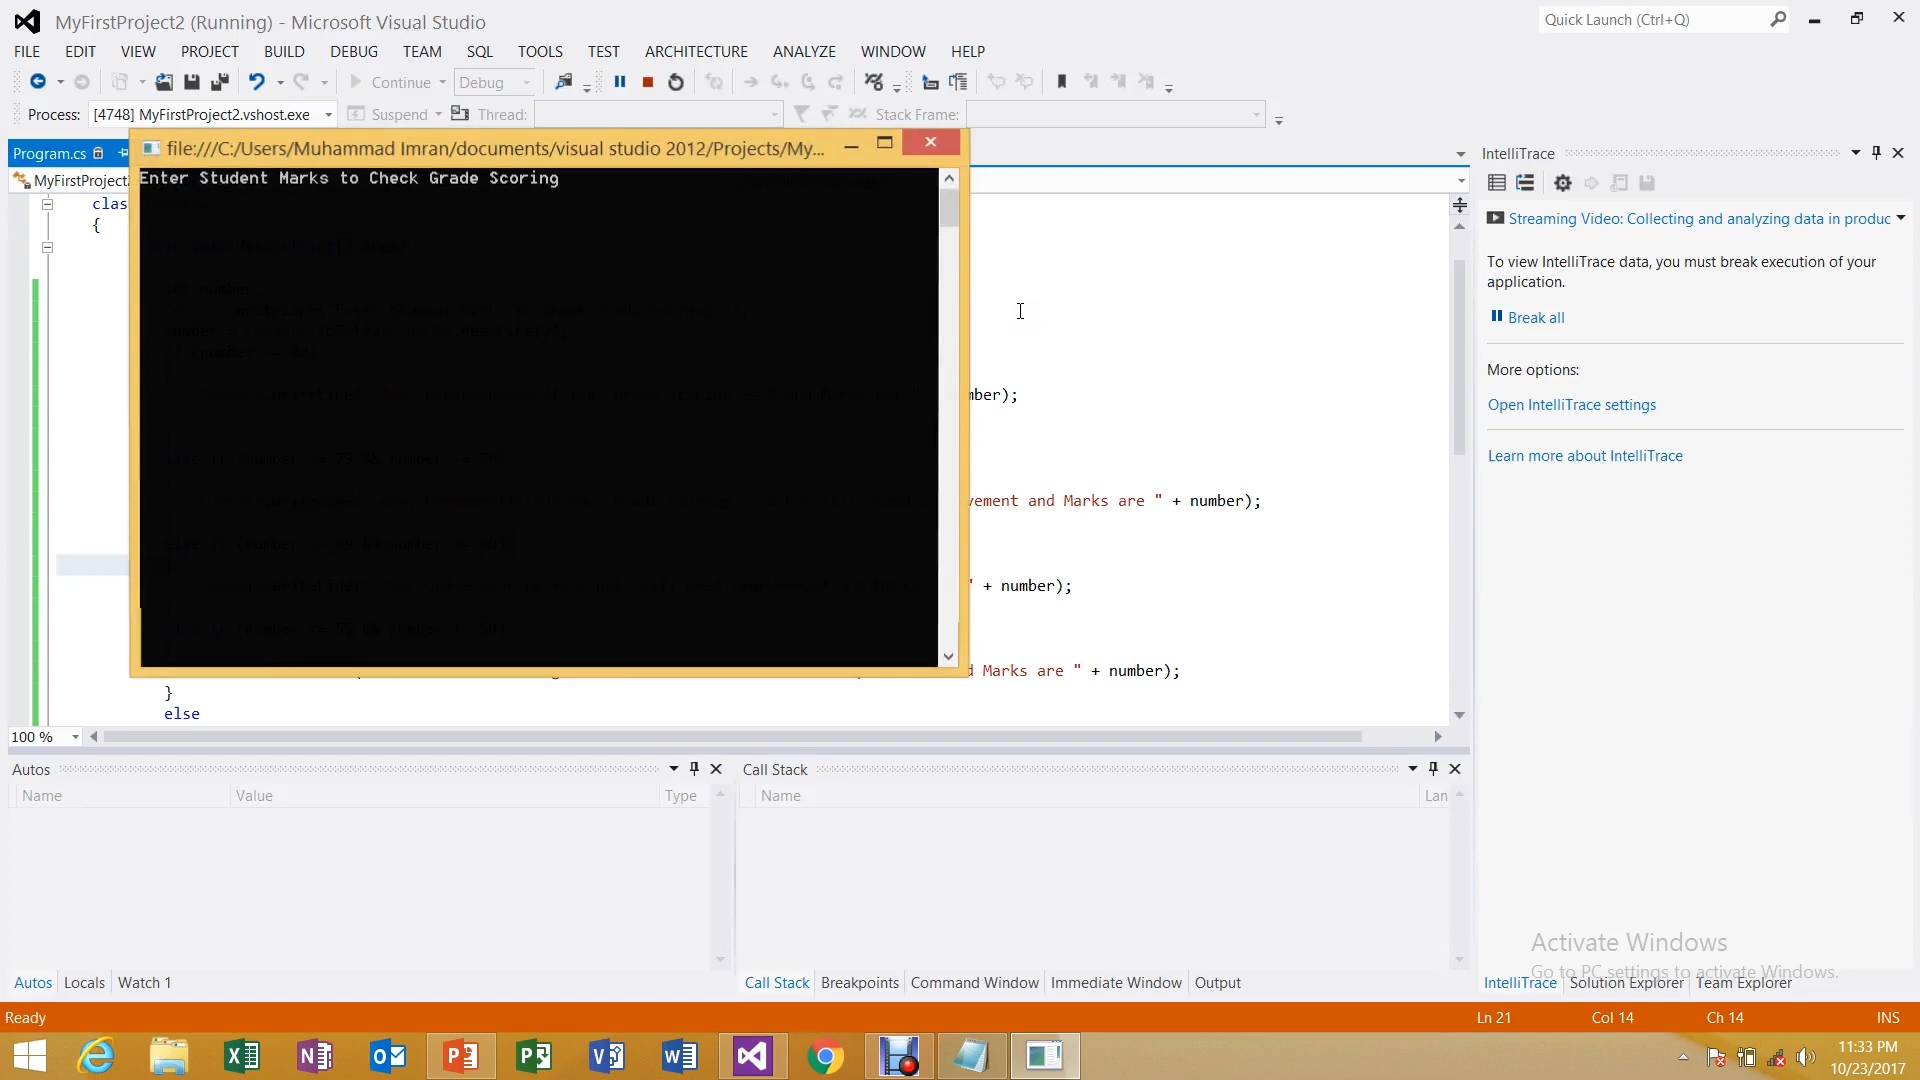 MyFirstProject2 (Running) - Microsoft Visual Studio
Quick Launch (Ctrl+Q)
FILE EDIT VIEW PROJECT BUILD DEBUG TEAM SQL TOOLS TEST ARCHITECTURE ANALYZE WINDOW HELP
Continue Debug
Process: [4748] MyFirstProject2.vshost.exe Suspend Thread: Stack Frame:
Program.cs
file:///C:/Users/Muhammad Imran/documents/visual studio 2012/Projects/My...
MyFirstProject2
Enter Student Marks to Check Grade Scoring
clas
{
mber);
vement and Marks are " + number);
" + number);
d Marks are " + number);
}
else
100 %
IntelliTrace
Streaming Video: Collecting and analyzing data in produc
To view IntelliTrace data, you must break execution of your
application.
Break all
More options:
Open IntelliTrace settings
Learn more about IntelliTrace
Autos
Name Value Type
Call Stack
Name Lan
Activate Windows
Go to PC settings to activate Windows.
Autos Locals Watch 1
Call Stack Breakpoints Command Window Immediate Window Output
IntelliTrace Solution Explorer Team Explorer
Ready Ln 21 Col 14 Ch 14 INS
11:33 PM
10/23/2017